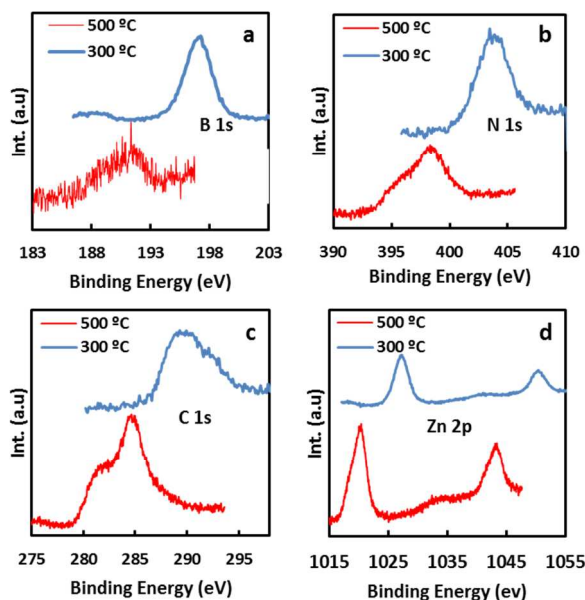 500 ºC
300 ºC
a
B 1s
Int. (a.u)
183 188 193 198 203
Binding Energy (eV)
500 ºC
300 ºC
b
N 1s
Int. (a.u)
390 395 400 405 410
Binding Energy (eV)
500 ºC
300 ºC
c
C 1s
Int. (a.u)
275 280 285 290 295
Binding Energy (eV)
500 ºC
300 ºC
d
Zn 2p
Int. (a.u)
1015 1025 1035 1045 1055
Binding Energy (ev)